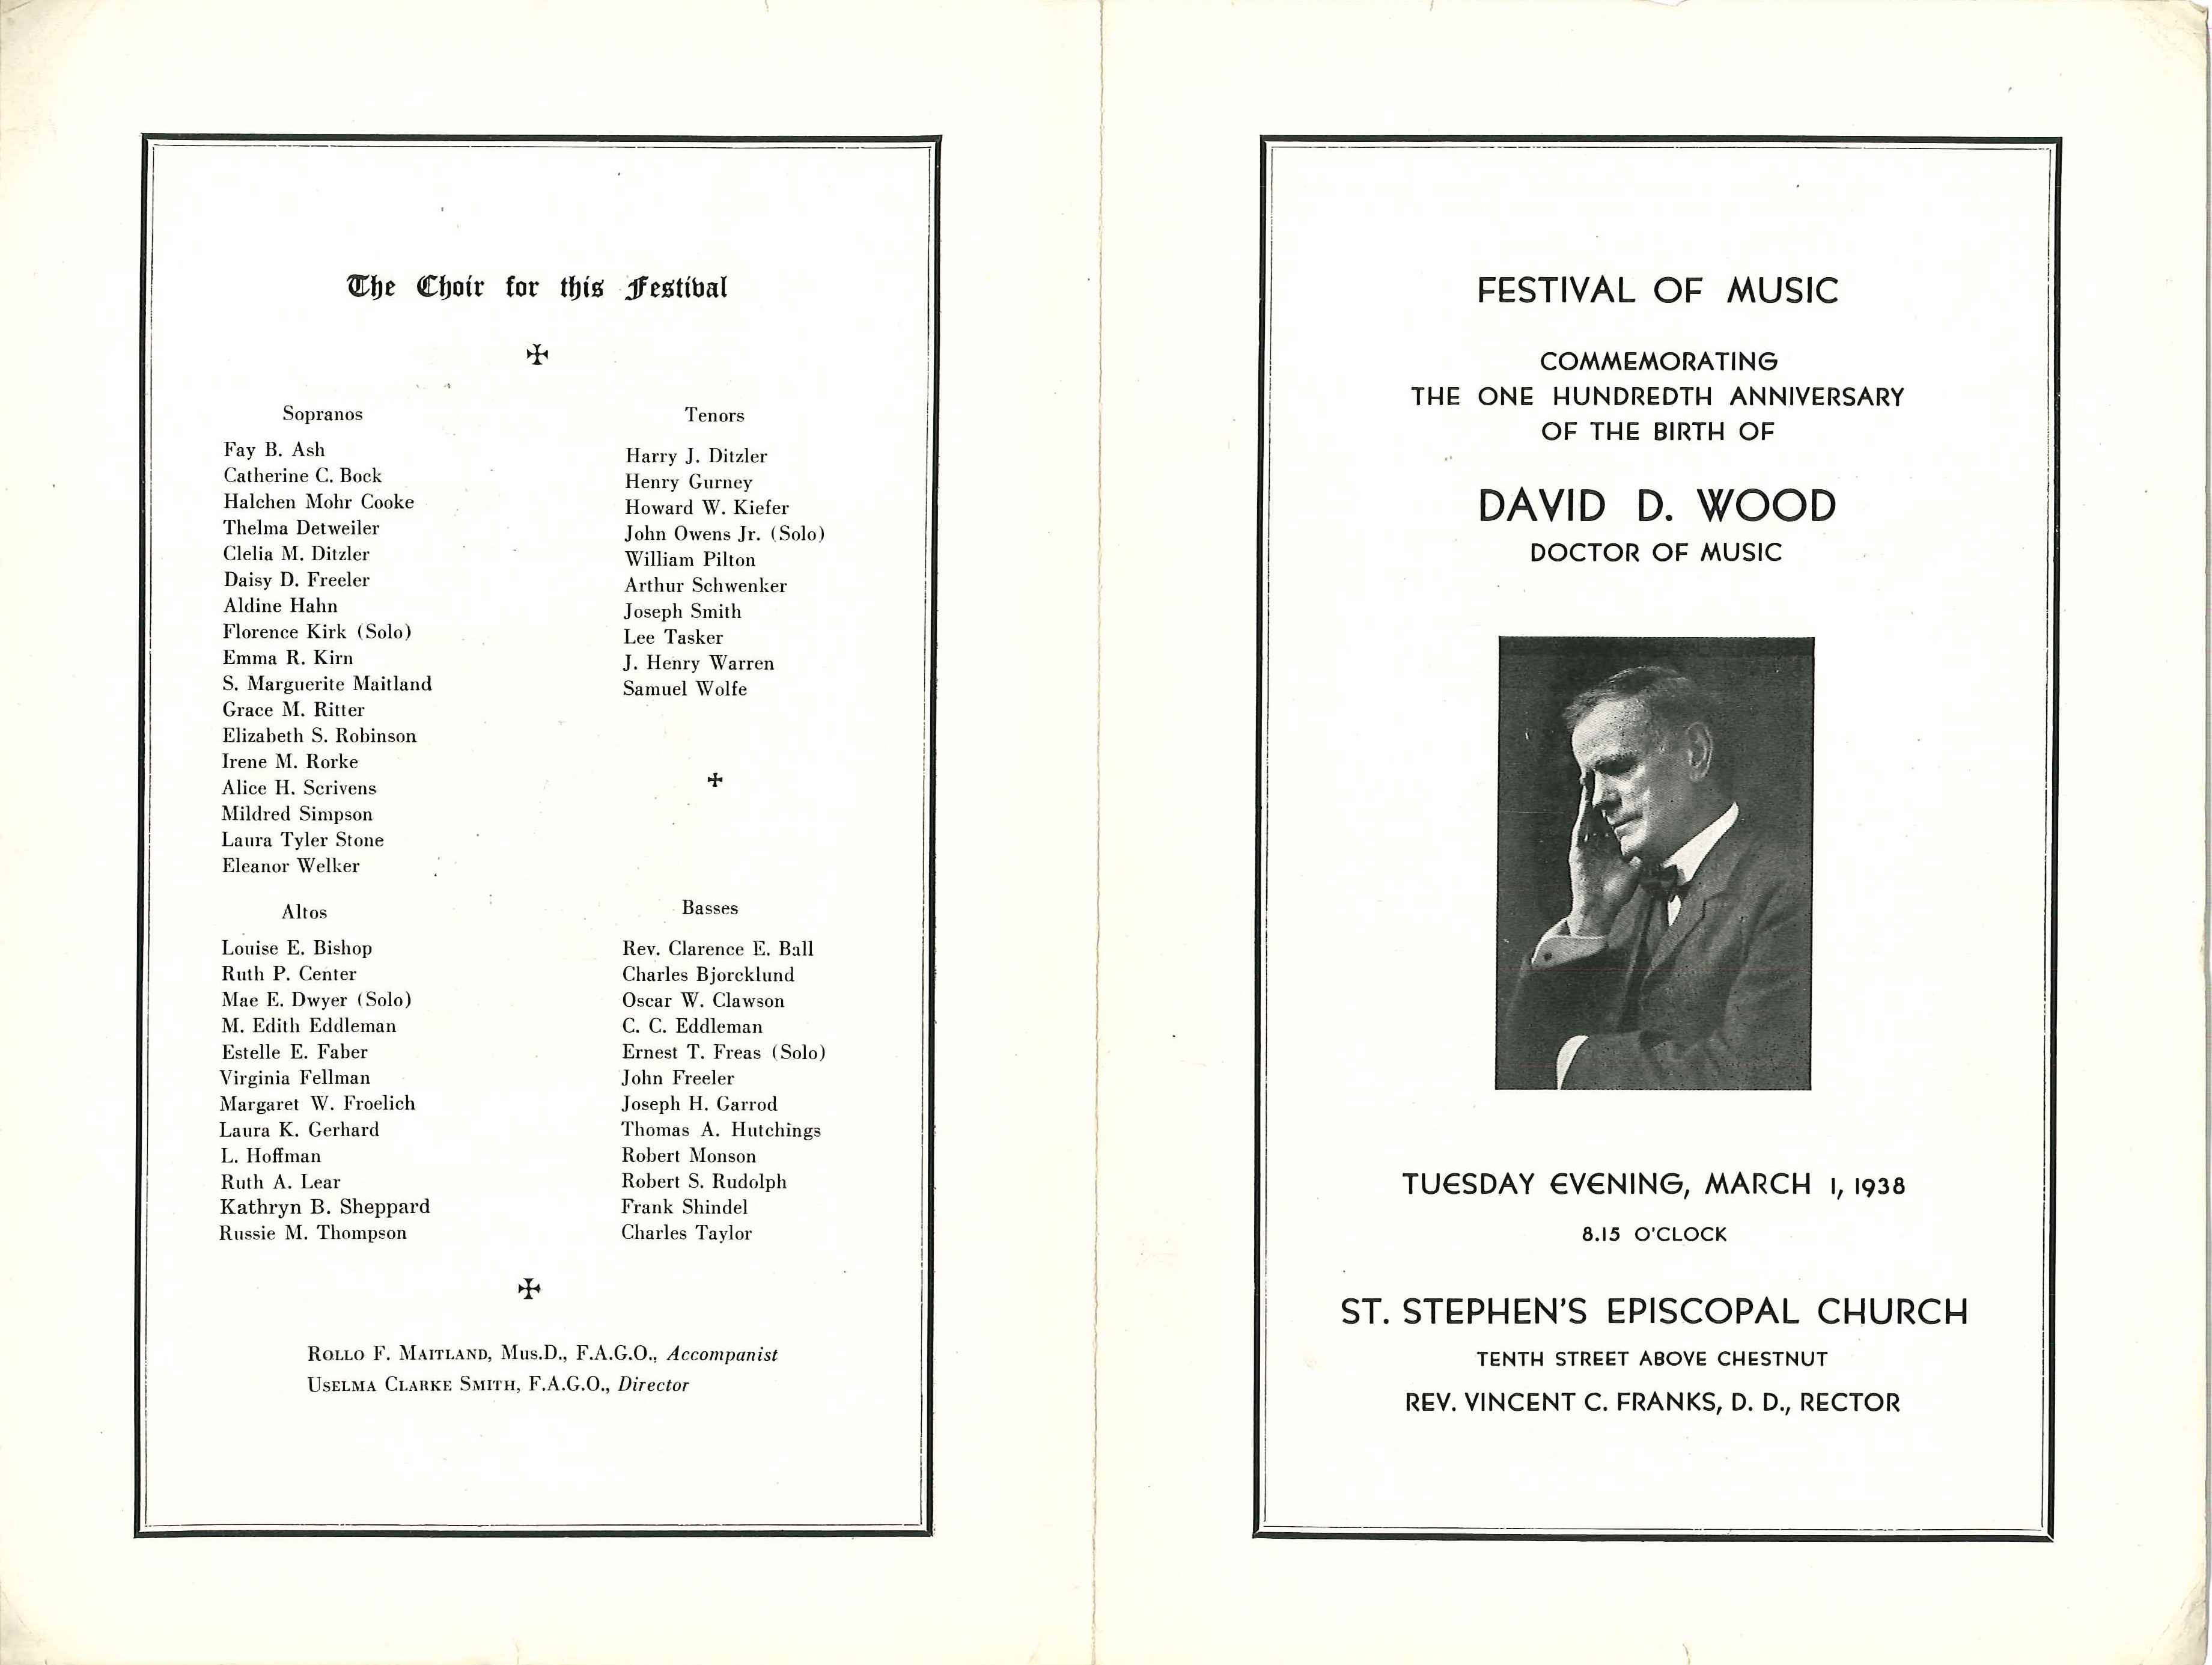 The Choir for this Festival
Sopranos
Fay B. Ash
Catherine C. Bock
Halchen Mohr Cooke
Thelma Detweiler
Clelia M. Ditzler
Daisy D. Freeler
Aldine Hahn
Florence Kirk (Solo)
Emma R. Kirn
S. Marguerite Maitland
Grace M. Ritter
Elizabeth S. Robinson
Irene M. Rorke
Alice H. Scrivens
Mildred Simpson
Laura Tyler Stone
Eleanor Welker
Altos
Louise E. Bishop
Ruth P. Center
Mae E. Dwyer (Solo)
M. Edith Eddleman
Estelle E. Faber
Virginia Fellman
Margaret W. Froelich
Laura K. Gerhard
L. Hoffman
Ruth A. Lear
Kathryn B. Sheppard
Russie M. Thompson
Tenors
Harry J. Ditzler
Henry Gurney
Howard W. Kiefer
John Owens Jr. (Solo)
William Pilton
Arthur Schwenker
Joseph Smith
Lee Tasker
J. Henry Warren
Samuel Wolfe
Basses
Rev. Clarence E. Ball
Charles Bjorcklund
Oscar W. Clawson
C. C. Eddleman
Ernest T. Freas (Solo)
John Freeler
Joseph H. Garrod
Thomas A. Hutchings
Robert Monson
Robert S. Rudolph
Frank Shindel
Charles Taylor
ROLLO F. MAITLAND, Mus.D., F.A.G.O., Accompanist
USELMA CLARKE SMITH, F.A.G.O., Director
FESTIVAL OF MUSIC
COMMEMORATING
THE ONE HUNDREDTH ANNIVERSARY
OF THE BIRTH OF
DAVID D. WOOD
DOCTOR OF MUSIC
TUESDAY EVENING, MARCH 1, 1938
8.15 O'CLOCK
ST. STEPHEN'S EPISCOPAL CHURCH
TENTH STREET ABOVE CHESTNUT
REV. VINCENT C. FRANKS, D. D., RECTOR